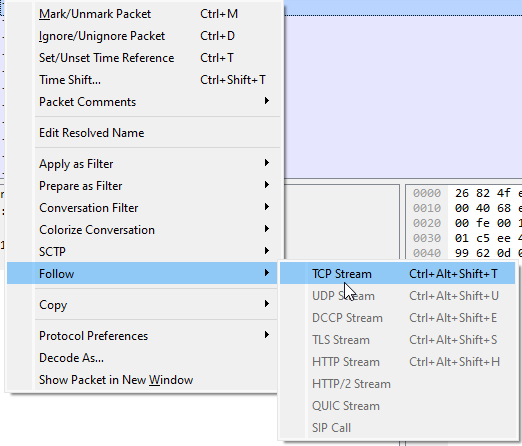 Mark/Unmark Packet Ctrl+M
Ignore/Unignore Packet Ctrl+D
Set/Unset Time Reference Ctrl+T
Time Shift... Ctrl+Shift+T
Packet Comments
Edit Resolved Name
Apply as Filter
Prepare as Filter
Conversation Filter
Colorize Conversation
SCTP
Follow
Copy
Protocol Preferences
Decode As...
Show Packet in New Window
0000 26 82 4f
0010 00 40 68
0020 00 fe 00
0030 01 c5 ee
0040 99 62 0d
TCP Stream Ctrl+Alt+Shift+T
UDP Stream Ctrl+Alt+Shift+U
DCCP Stream Ctrl+Alt+Shift+E
TLS Stream Ctrl+Alt+Shift+S
HTTP Stream Ctrl+Alt+Shift+H
HTTP/2 Stream
QUIC Stream
SIP Call